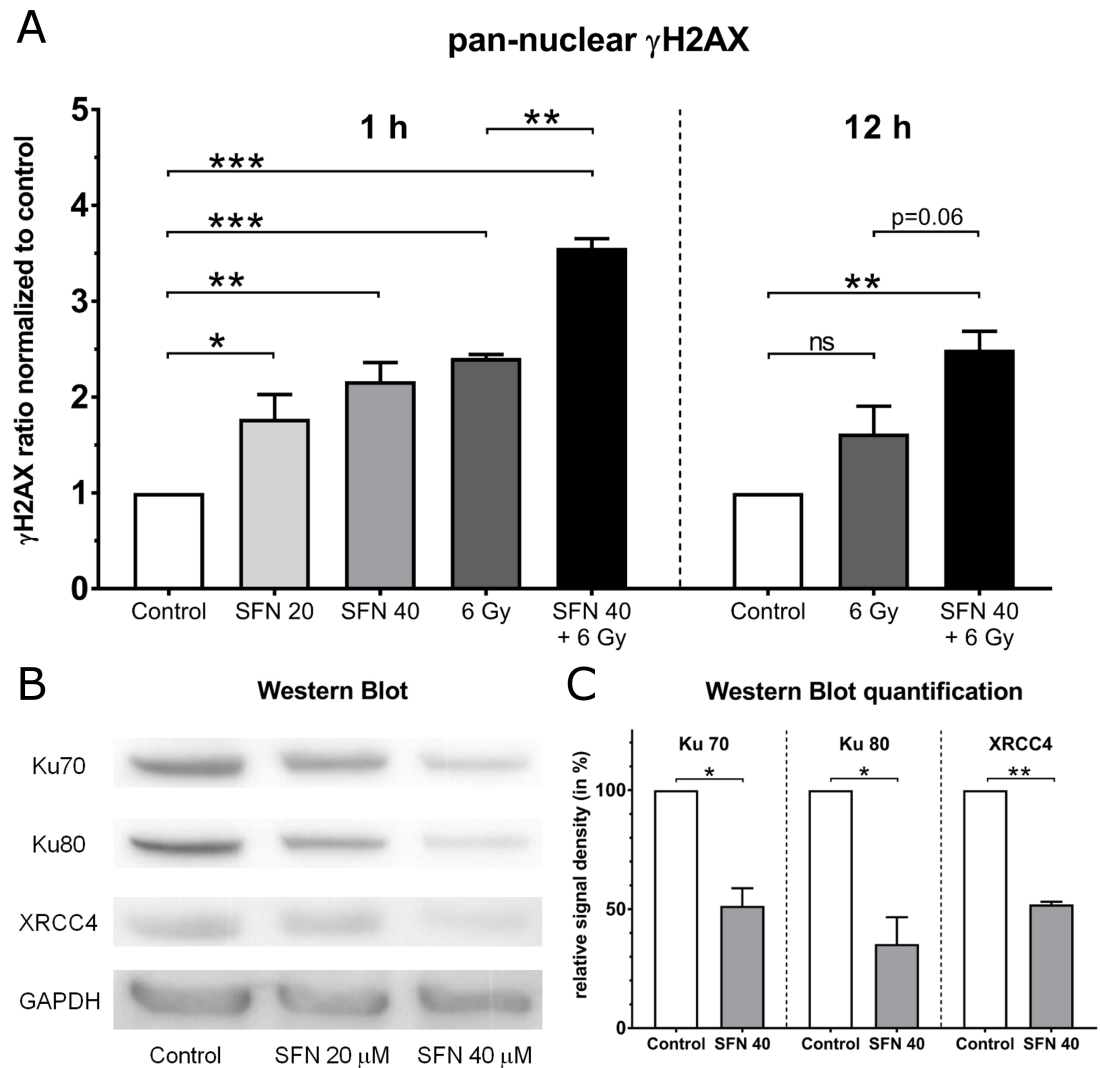 A
pan-nuclear γH2AX
γH2AX ratio normalized to control
5
4
3
2
1
0
1 h
12 h
**
***
***
**
*
p=0.06
**
ns
Control
SFN 20
SFN 40
6 Gy
SFN 40
+ 6 Gy
Control
6 Gy
SFN 40
+ 6 Gy
B
Western Blot
Ku70
Ku80
XRCC4
GAPDH
Control
SFN 20 μM
SFN 40 μM
C
Western Blot quantification
relative signal density (in %)
100
50
0
Ku 70
Ku 80
XRCC4
*
*
**
Control
SFN 40
Control
SFN 40
Control
SFN 40